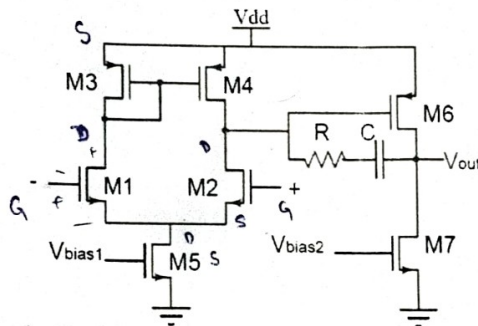 Vdd
S
M3
M4
M6
D
R
C
D
+
Vout
-
M1
M2
+
G
+
-
S
G
D
Vbias1
M5
S
Vbias2
M7